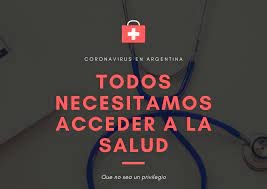 CORONAVIRUS EN ARGENTINA
TODOS
NECESITAMOS
ACCEDER A LA
SALUD
Que no sea un privilegio